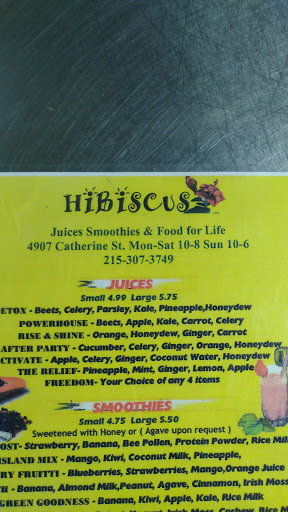 HiBiSCUS
Juices Smoothies & Food for Life
4907 Catherine St. Mon-Sat 10-8 Sun 10-6
215-307-3749
JUICES
Small 4.99 Large 5.75
ETOX - Beets, Celery, Parsley, Kale, Pineapple,Honeydew
POWERHOUSE - Beets, Apple, Kale, Carrot, Celery
RISE & SHINE - Orange, Honeydew, Ginger, Carrot
AFTER PARTY - Cucumber, Celery, Ginger, Orange, Honeydew
CTIVATE - Apple, Celery, Ginger, Coconut Water, Honeydew
THE RELIEF- Pineapple, Mint, Ginger, Lemon, Apple
FREEDOM- Your Choice of any 4 items
SMOOTHIES
Small 4.75 Large 5.50
Sweetened with Honey or ( Agave upon request )
OST- Strawberry, Banana, Bee Pollen, Protein Powder, Rice Milk
ISLAND MIX - Mango, Kiwi, Coconut Milk, Pineapple,
RY FRUITTI - Blueberries, Strawberries, Mango,Orange Juice
H - Banana, Almond Milk,Peanut, Agave, Cinnamon, Irish Moss
GREEN GOODNESS - Banana, Kiwi, Apple, Kale, Rice Milk